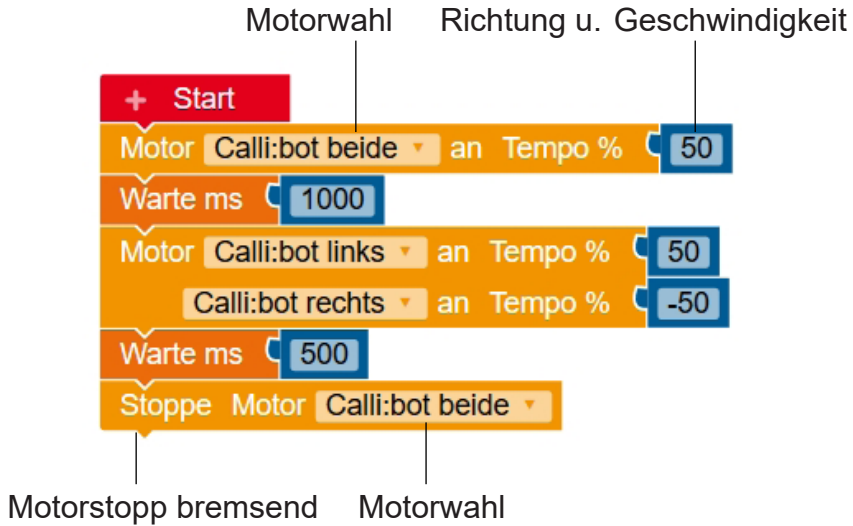 Motorwahl Richtung u. Geschwindigkeit
+ Start
Motor Calli:bot beide an Tempo % 50
Warte ms 1000
Motor Calli:bot links an Tempo % 50
Calli:bot rechts an Tempo % -50
Warte ms 500
Stoppe Motor Calli:bot beide
Motorstopp bremsend Motorwahl